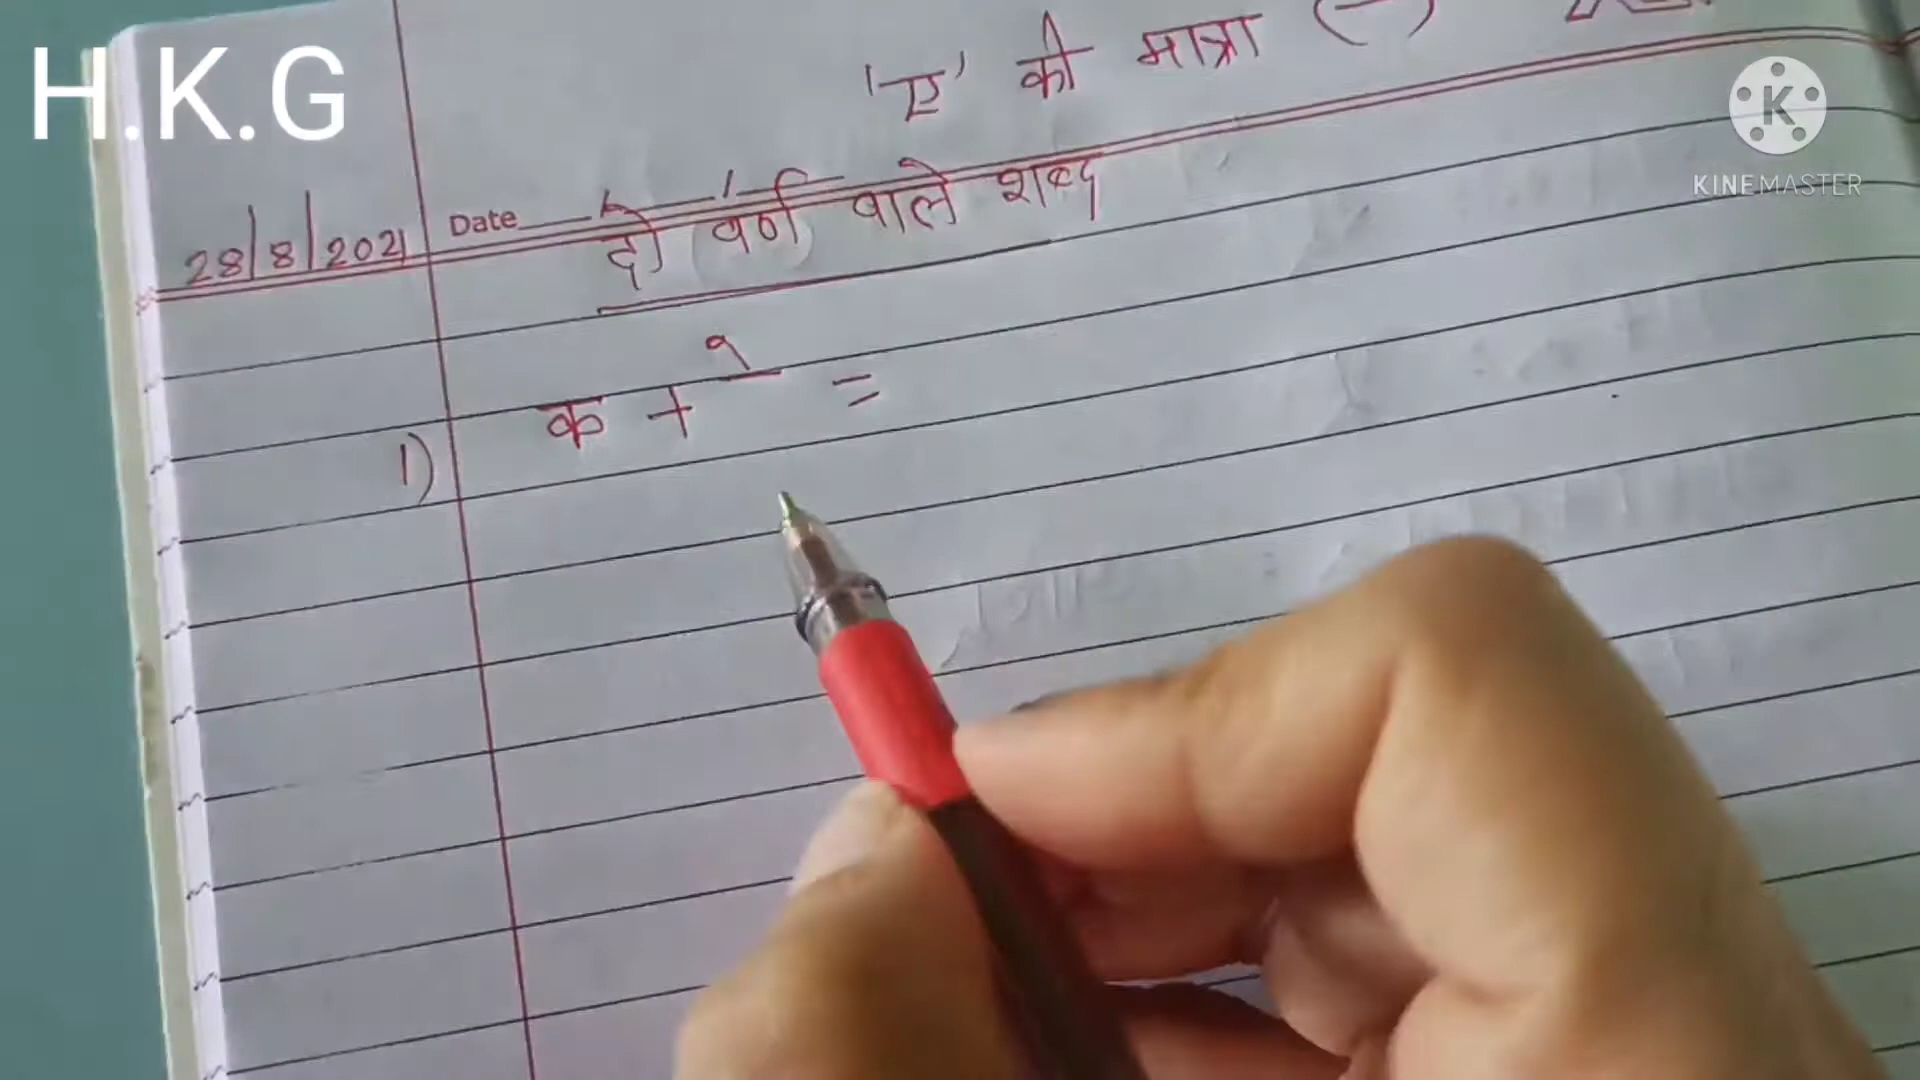 H.K.G
'ए' की मात्रा ( )
KINEMASTER
28/8/2021 Date
दो वर्ण वाले शब्द
1) क + े =